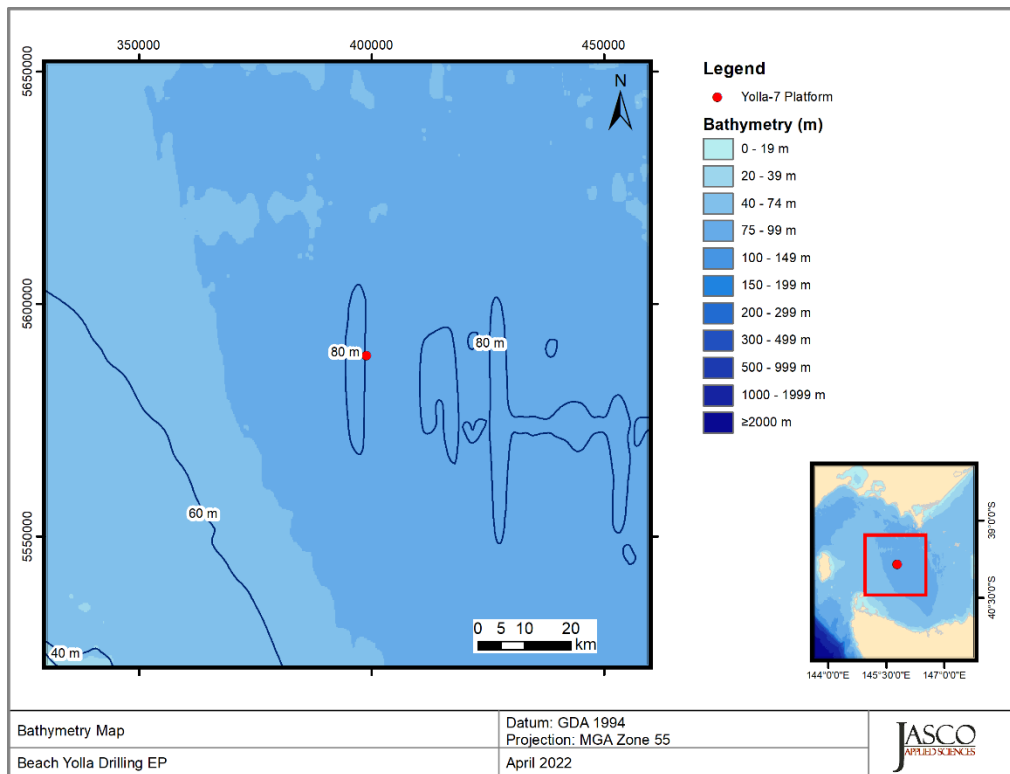 350000
400000
450000
5650000
5600000
5550000
N
80 m
80 m
60 m
40 m
0 5 10 20
km
Legend
Yolla-7 Platform
Bathymetry (m)
0 - 19 m
20 - 39 m
40 - 74 m
75 - 99 m
100 - 149 m
150 - 199 m
200 - 299 m
300 - 499 m
500 - 999 m
1000 - 1999 m
≥2000 m
39°0'0"S
40°30'0"S
144°0'0"E 145°30'0"E 147°0'0"E
Bathymetry Map
Datum: GDA 1994
Projection: MGA Zone 55
Beach Yolla Drilling EP
April 2022
JASCO
APPLIED SCIENCES